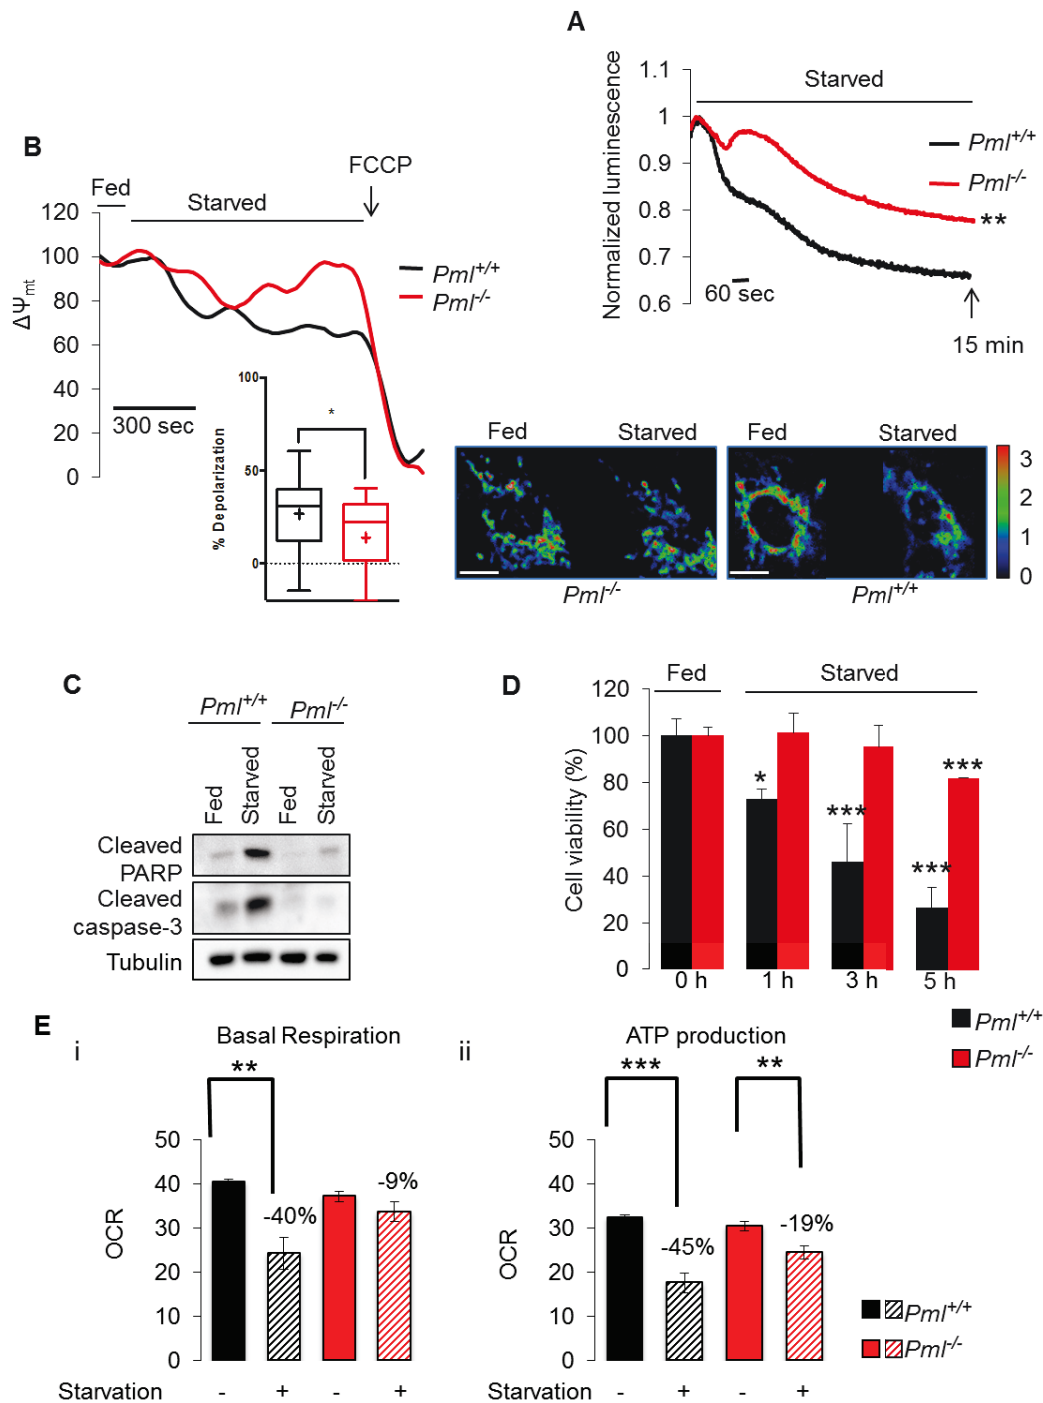 A
Normalized luminescence
1.1
1
0.9
0.8
0.7
0.6
Starved
Pml+/+
Pml-/-
**
60 sec
15 min
B
Fed
Starved
FCCP
ΔΨmt
120
100
80
60
40
20
0
Pml+/+
Pml-/-
300 sec
% Depolarization
100
50
0
*
+
+
Fed
Starved
Fed
Starved
Pml-/-
Pml+/+
3
2
1
0
C
Pml+/+
Pml-/-
Fed
Starved
Fed
Starved
Cleaved
PARP
Cleaved
caspase-3
Tubulin
D
Fed
Starved
Cell viability (%)
120
100
80
60
40
20
0
*
***
***
***
0 h
1 h
3 h
5 h
Pml+/+
Pml-/-
E
i
Basal Respiration
**
OCR
50
40
30
20
10
0
-40%
-9%
Starvation
-
+
-
+
ii
ATP production
***
**
OCR
50
40
30
20
10
0
-45%
-19%
-
+
-
+
Pml+/+
Pml-/-